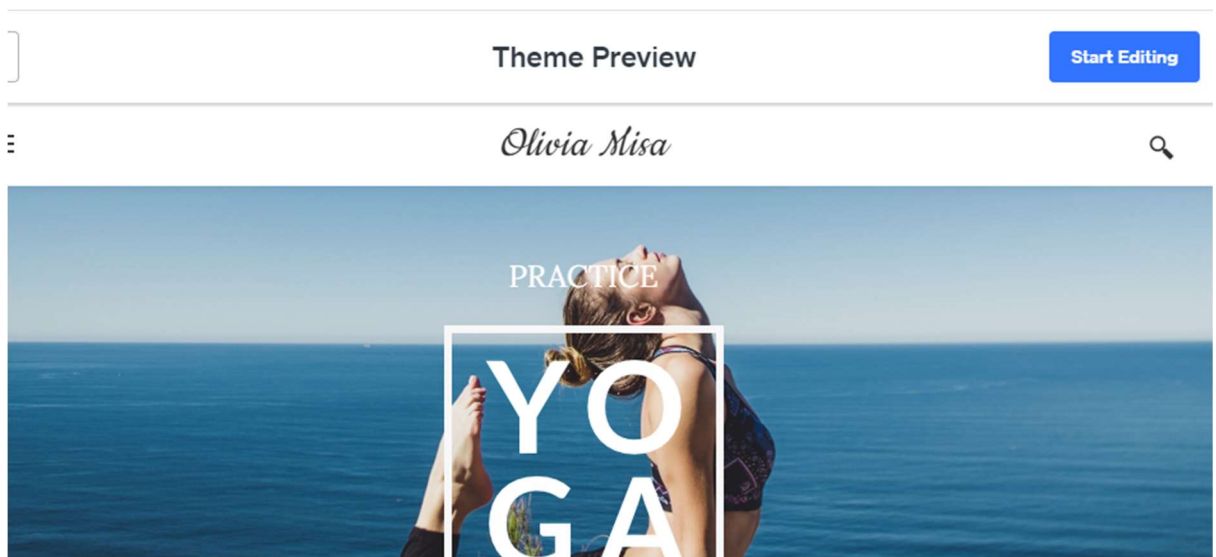 Theme Preview
Start Editing
Olivia Misa
PRACTICE
YO
GA